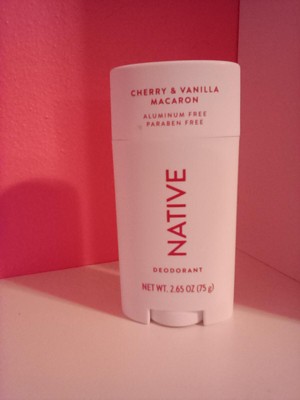 CHERRY & VANILLA
MACARON
ALUMINUM FREE
PARABEN FREE
NATIVE
DEODORANT
NET WT. 2.65 OZ (75 g)